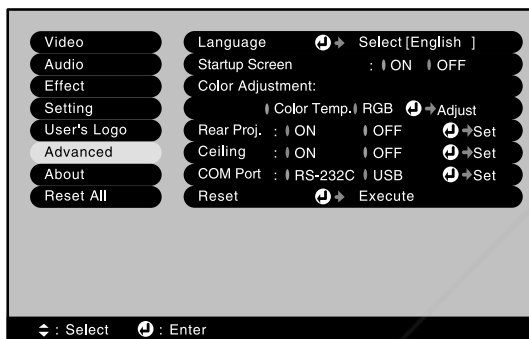 Video
Audio
Effect
Setting
User's Logo
Advanced
About
Reset All
Language Select [English ]
Startup Screen : ON OFF
Color Adjustment:
Color Temp. RGB Adjust
Rear Proj. : ON OFF Set
Ceiling : ON OFF Set
COM Port : RS-232C USB Set
Reset Execute
: Select : Enter